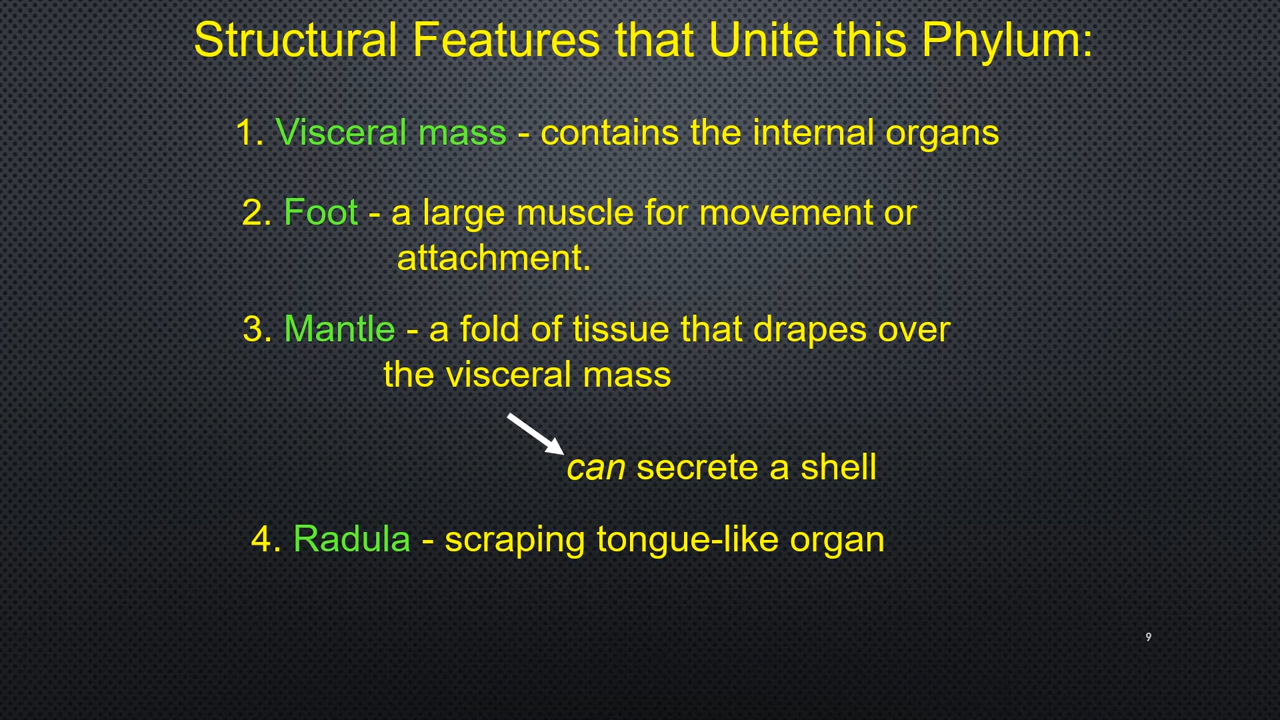 Structural Features that Unite this Phylum:
1. Visceral mass - contains the internal organs
2. Foot - a large muscle for movement or
attachment.
3. Mantle - a fold of tissue that drapes over
the visceral mass
can secrete a shell
4. Radula - scraping tongue-like organ
9